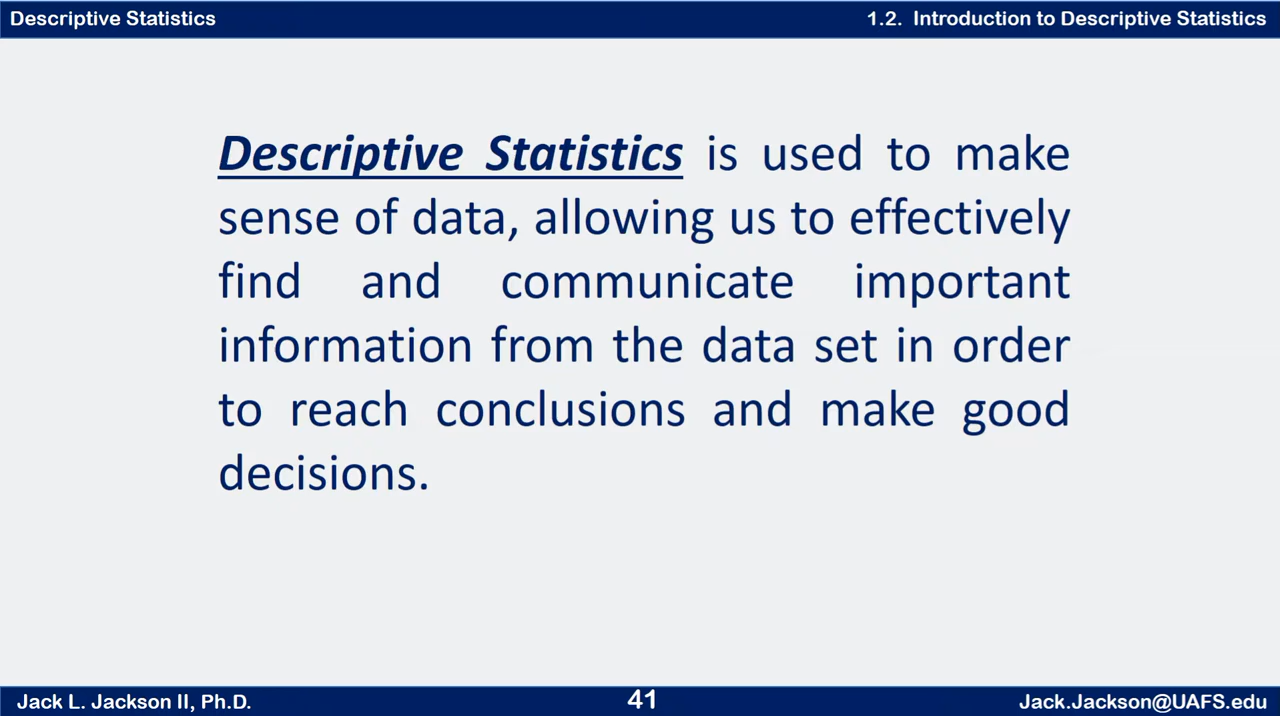 Descriptive Statistics
1.2. Introduction to Descriptive Statistics
Descriptive Statistics is used to make
sense of data, allowing us to effectively
find and communicate important
information from the data set in order
to reach conclusions and make good
decisions.
Jack L. Jackson II, Ph.D.
41
Jack.Jackson@UAFS.edu